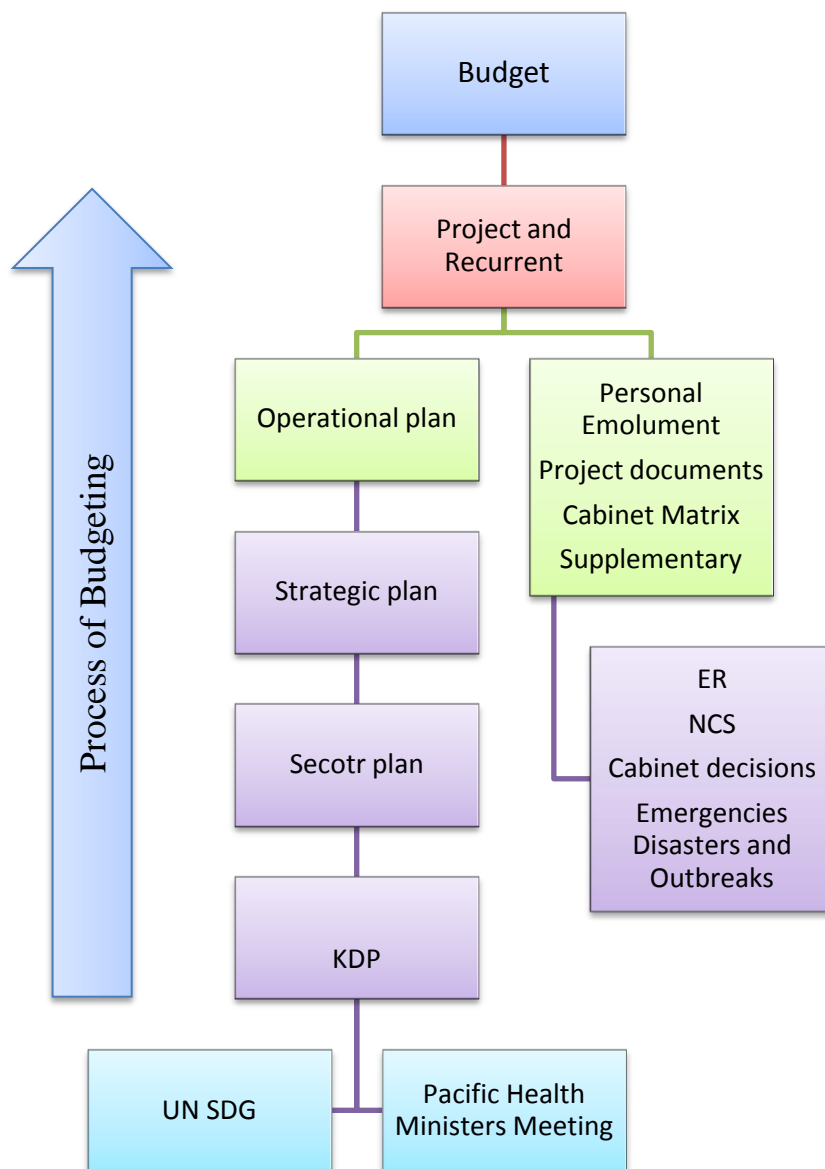 Budget
Project and
Recurrent
Operational plan
Personal
Emolument
Project documents
Cabinet Matrix
Supplementary
Process of Budgeting
Strategic plan
ER
NCS
Cabinet decisions
Emergencies
Disasters and
Outbreaks
Secotr plan
KDP
UN SDG
Pacific Health
Ministers Meeting